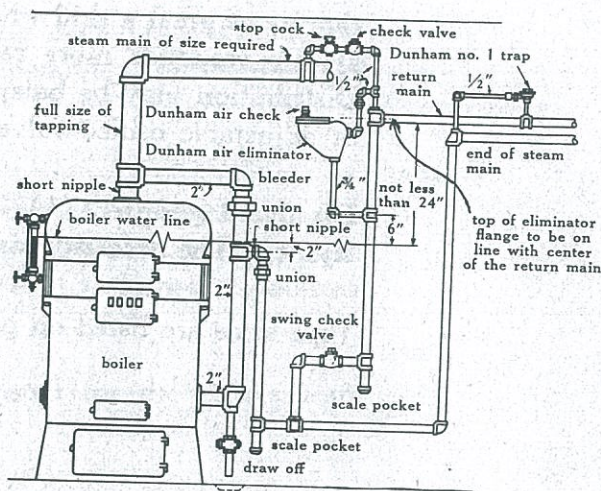 stop cock
check valve
steam main of size required
Dunham no. 1 trap
1/2"
return
main
1/2"
full size of
tapping
Dunham air check
Dunham air eliminator
bleeder
end of steam
main
short nipple
2"
3/4"
not less
than 24"
boiler water line
union
short nipple
6"
top of eliminator
flange to be on
line with center
of the return main
2"
union
2"
swing check
valve
boiler
2"
scale pocket
scale pocket
draw off